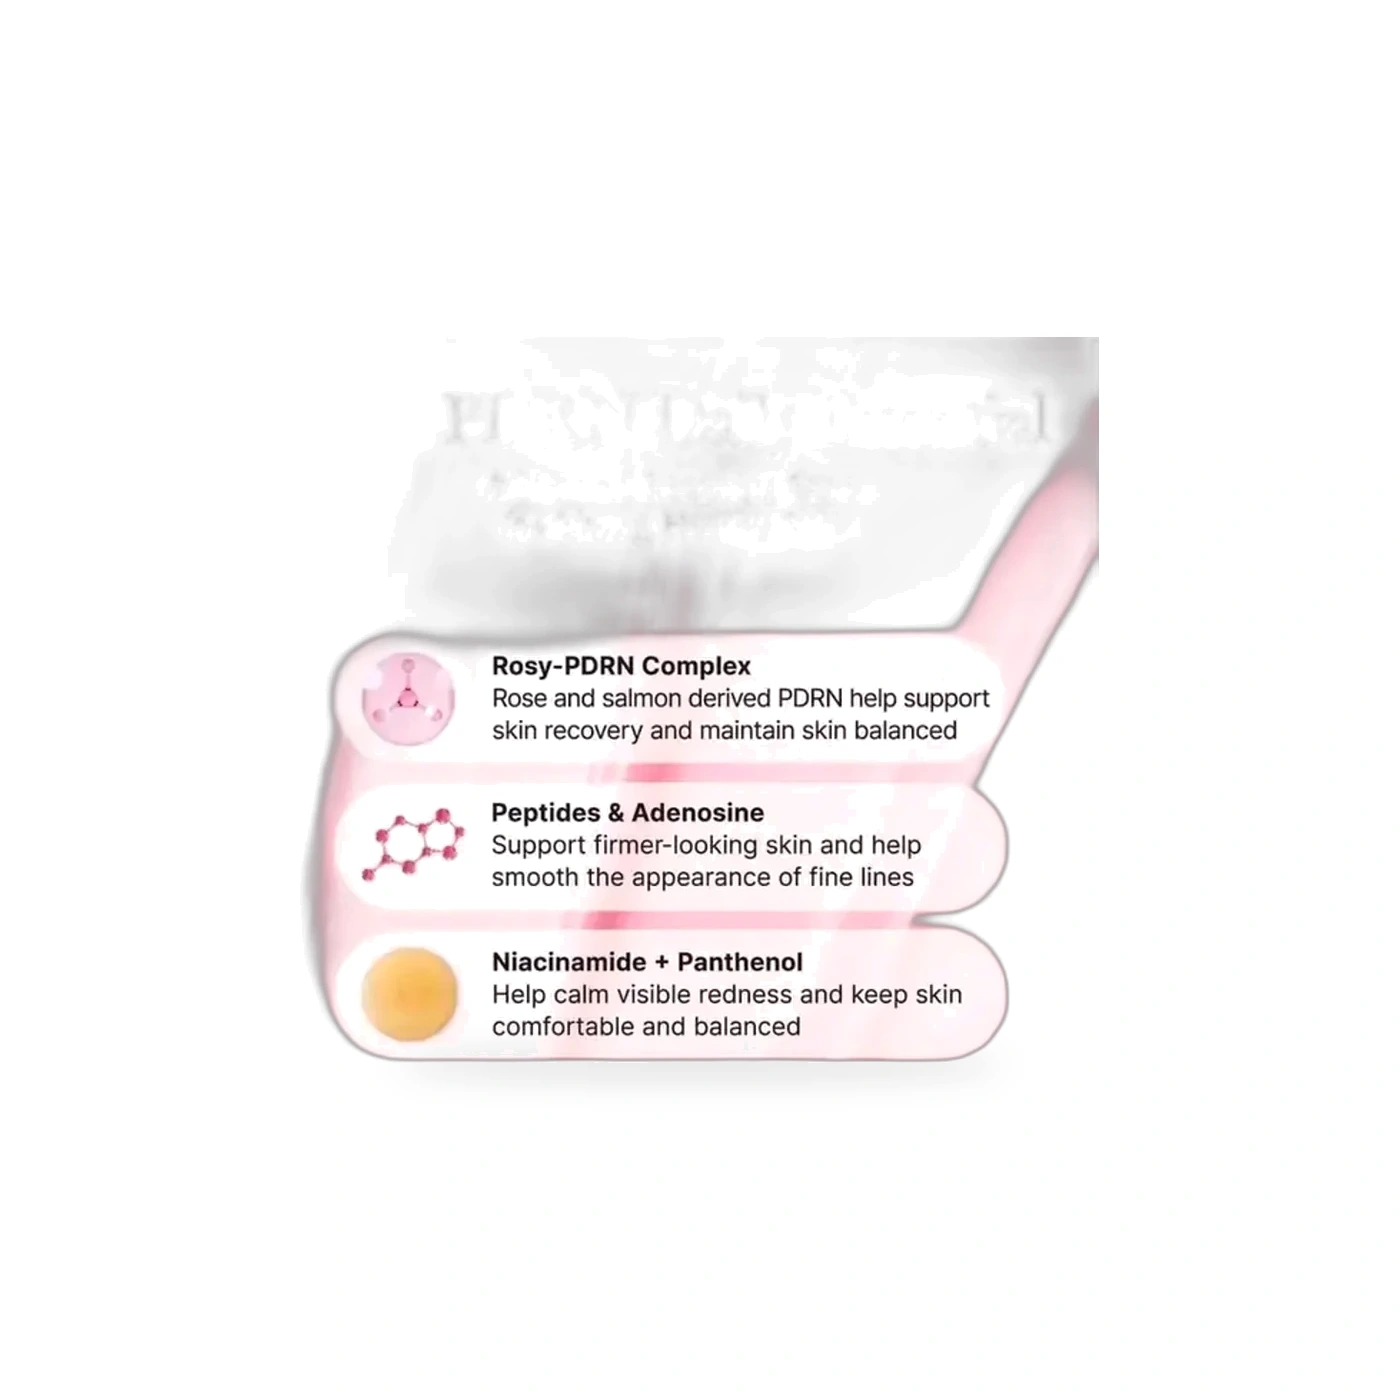 Rosy-PDRN Complex
Rose and salmon derived PDRN help support
skin recovery and maintain skin balanced
Peptides & Adenosine
Support firmer-looking skin and help
smooth the appearance of fine lines
Niacinamide + Panthenol
Help calm visible redness and keep skin
comfortable and balanced